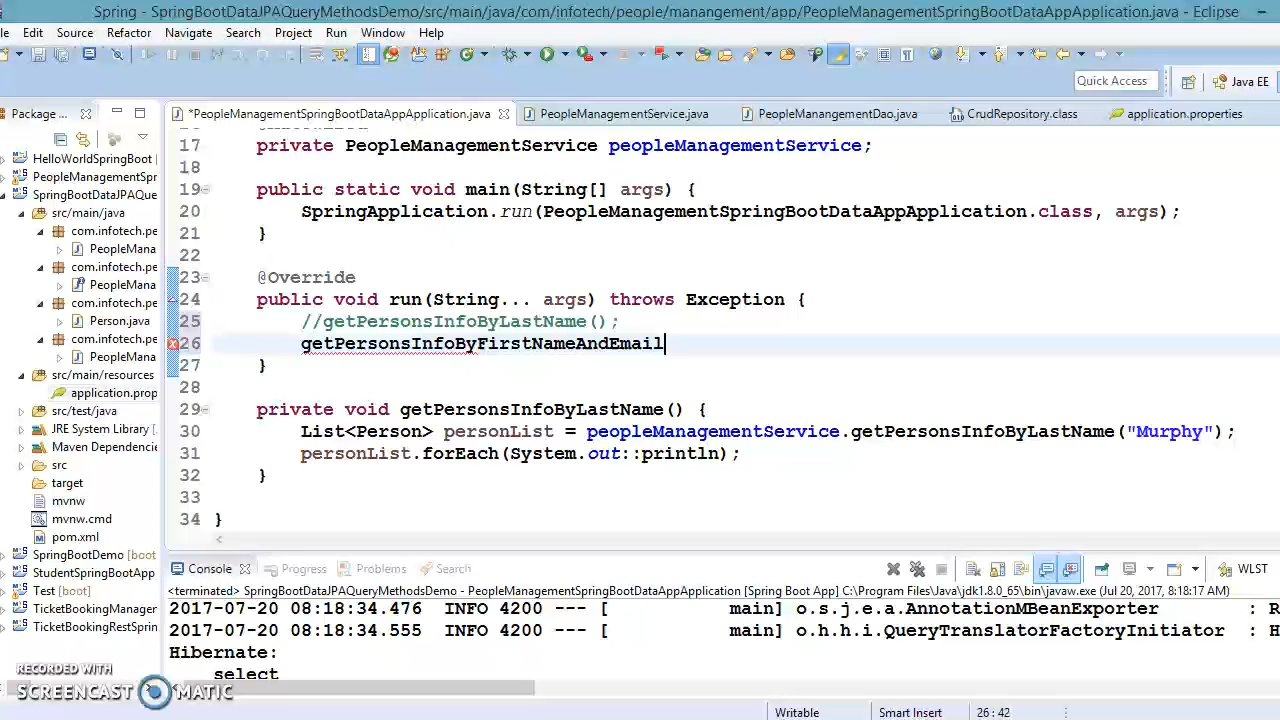 Spring - SpringBootDataJPAQueryMethodsDemo/src/main/java/com/infotech/people/mangement/app/PeopleManagementSpringBootDataAppApplication.java - Eclipse
Edit Source Refactor Navigate Search Project Run Window Help
Quick Access
Java EE
Package ...
*PeopleManagementSpringBootDataAppApplication.java
PeopleManagementService.java
PeopleManangementDao.java
CrudRepository.class
application.properties
HelloWorldSpringBoot
PeopleManagementSer
SpringBootDataJPAQue
src/main/java
com.infotech.pe
PeopleMana
com.infotech.pe
PeopleMana
com.infotech.pe
Person.java
com.infotech.pe
PeopleMana
src/main/resources
application.prop
src/test/java
JRE System Library [
Maven Dependencie
src
target
mvnw
mvnw.cmd
pom.xml
SpringBootDemo [boot
StudentSpringBootApp
Test [boot]
TicketBookingManager
TicketBookingRestSprin
17 private PeopleManagementService peopleManagementService;
18
19 public static void main(String[] args) {
20 SpringApplication.run(PeopleManagementSpringBootDataAppApplication.class, args);
21 }
22
23 @Override
24 public void run(String... args) throws Exception {
25 //getPersonsInfoByLastName();
26 getPersonsInfoByFirstNameAndEmail
27 }
28
29 private void getPersonsInfoByLastName() {
30 List<Person> personList = peopleManagementService.getPersonsInfoByLastName("Murphy");
31 personList.forEach(System.out::println);
32 }
33
34 }
Console Progress Problems Search
WLST
<terminated> SpringBootDataJPAQueryMethodsDemo - PeopleManagementSpringBootDataAppApplication [Spring Boot App] C:\Program Files\Java\jdk1.8.0_65\bin\javaw.exe (Jul 20, 2017, 8:18:17 AM)
2017-07-20 08:18:34.476 INFO 4200 --- [ main] o.s.j.e.a.AnnotationMBeanExporter : R
2017-07-20 08:18:34.555 INFO 4200 --- [ main] o.h.h.i.QueryTranslatorFactoryInitiator : H
Hibernate:
select
RECORDED WITH
SCREENCAST MATIC
Writable
Smart Insert
26 : 42